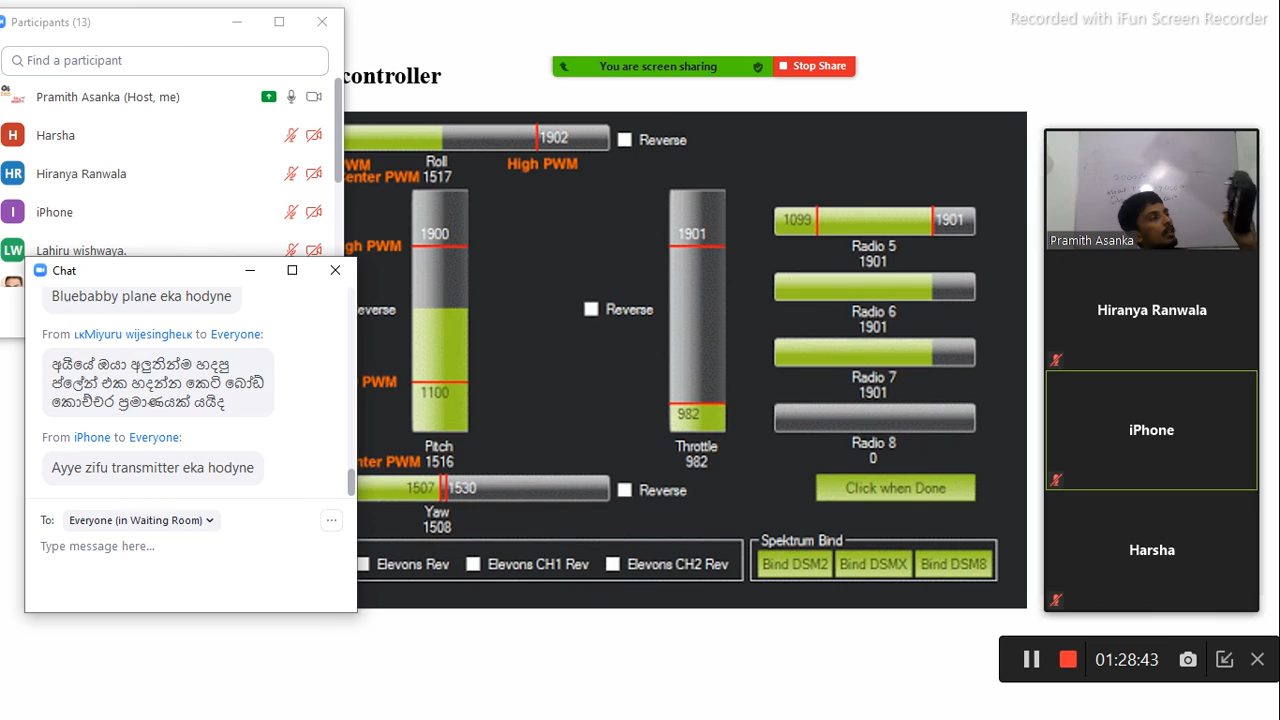 Participants (13)
Find a participant
Pramith Asanka (Host, me)
H Harsha
HR Hiranya Ranwala
I iPhone
LW Lahiru wishwaya.
Chat
Bluebabby plane eka hodyne
From ʟᴋMiyuru wijesingheʟᴋ to Everyone:
අයියේ ඔයා අලුතින්ම හදපු
ප්ලේන් එක හදන්න කෙටි බෝඩ්
කොච්චර ප්‍රමාණයක් යයිද
From iPhone to Everyone:
Ayye zifu transmitter eka hodyne
To: Everyone (in Waiting Room)
Type message here...
controller
You are screen sharing
Stop Share
Recorded with iFun Screen Recorder
1902
Reverse
WM
Roll
High PWM
enter PWM 1517
1900
gh PWM
everse
PWM
1100
Pitch
nter PWM 1516
1507 1530
Reverse
Yaw
1508
1901
Reverse
982
Throttle
982
1099 1901
Radio 5
1901
Radio 6
1901
Radio 7
1901
Radio 8
0
Click when Done
Elevons Rev
Elevons CH1 Rev
Elevons CH2 Rev
Spektrum Bind
Bind DSM2
Bind DSMX
Bind DSM8
Pramith Asanka
Hiranya Ranwala
iPhone
Harsha
01:28:43